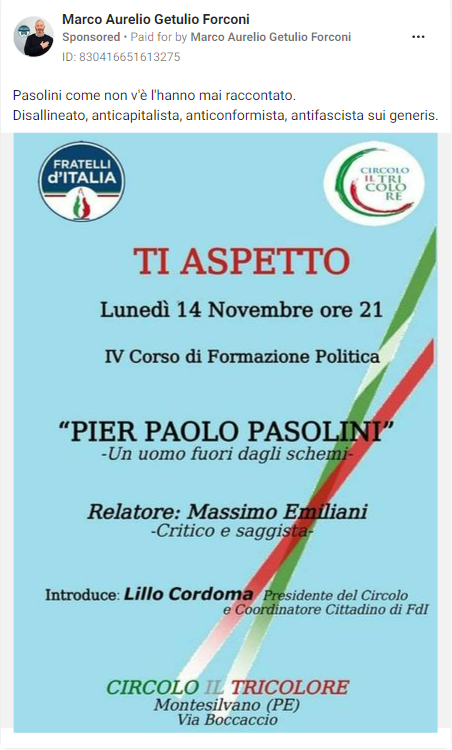 Marco Aurelio Getulio Forconi
Sponsored • Paid for by Marco Aurelio Getulio Forconi
ID: 830416651613275
Pasolini come non v'è l'hanno mai raccontato.
Disallineato, anticapitalista, anticonformista, antifascista sui generis.
FRATELLI
d'ITALIA
CIRCOLO
IL TRI
COLO
RE
TI ASPETTO
Lunedì 14 Novembre ore 21
IV Corso di Formazione Politica
“PIER PAOLO PASOLINI”
-Un uomo fuori dagli schemi-
Relatore: Massimo Emiliani
-Critico e saggista-
Introduce: Lillo Cordoma Presidente del Circolo
e Coordinatore Cittadino di FdI
CIRCOLO IL TRICOLORE
Montesilvano (PE)
Via Boccaccio